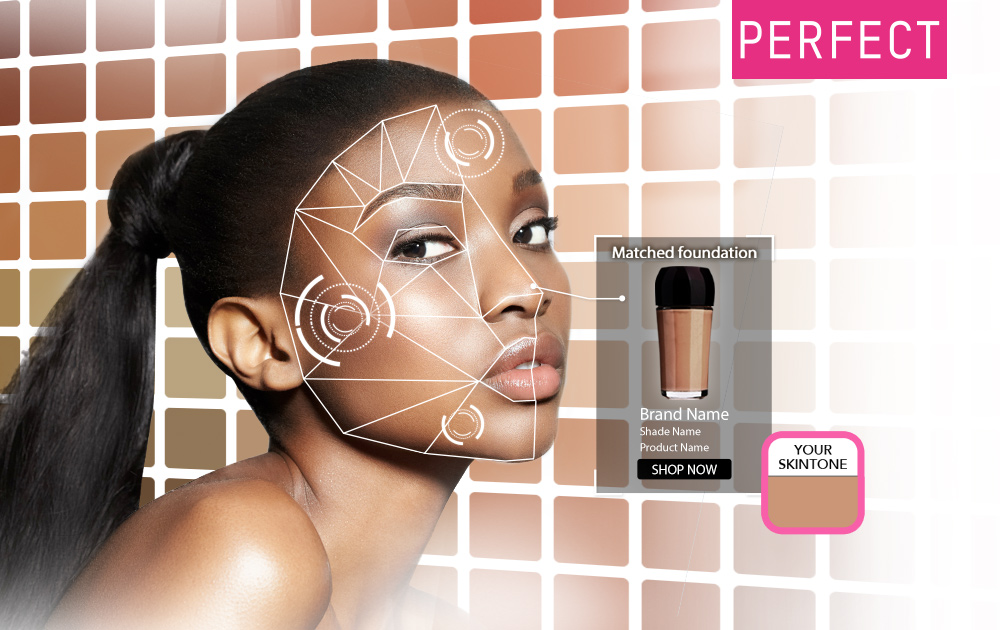 PERFECT
Matched foundation
Brand Name
Shade Name
Product Name
SHOP NOW
YOUR
SKINTONE